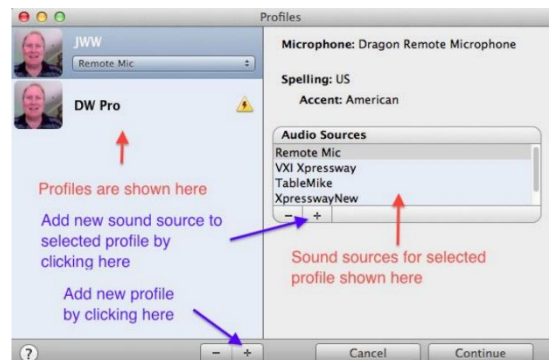 Profiles
JWW
Remote Mic
DW Pro
Profiles are shown here
Add new sound source to
selected profile by
clicking here
Add new profile
by clicking here
?
- +
Microphone: Dragon Remote Microphone
Spelling: US
Accent: American
Audio Sources
Remote Mic
VXI Xpressway
TableMike
XpresswayNew
- +
Sound sources for selected
profile shown here
Cancel
Continue